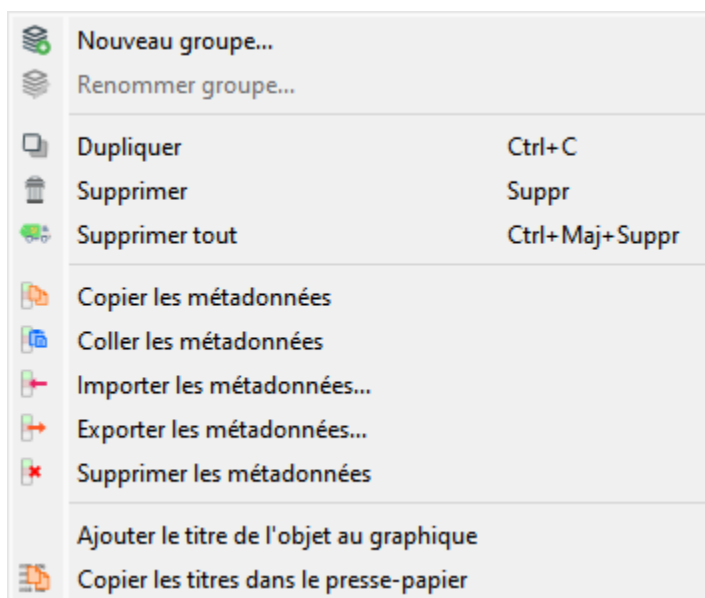 Nouveau groupe...
Renommer groupe...
Dupliquer Ctrl+C
Supprimer Suppr
Supprimer tout Ctrl+Maj+Suppr
Copier les métadonnées
Coller les métadonnées
Importer les métadonnées...
Exporter les métadonnées...
Supprimer les métadonnées
Ajouter le titre de l'objet au graphique
Copier les titres dans le presse-papier